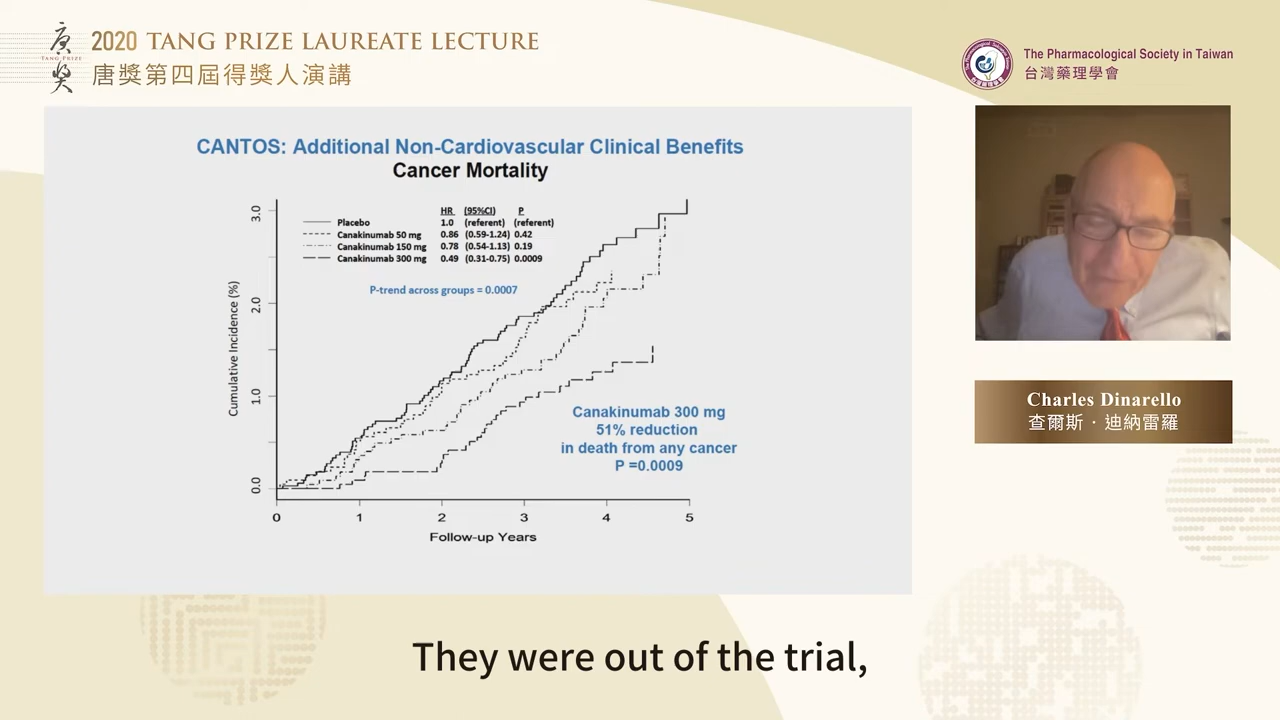 唐
TANG PRIZE
獎
2020 TANG PRIZE LAUREATE LECTURE
唐獎第四屆得獎人演講
The Pharmacological Society in Taiwan
台灣藥理學會
CANTOS: Additional Non-Cardiovascular Clinical Benefits
Cancer Mortality
HR (95%CI) P
Placebo 1.0 (referent) (referent)
Canakinumab 50 mg 0.86 (0.59-1.24) 0.42
Canakinumab 150 mg 0.78 (0.54-1.13) 0.19
Canakinumab 300 mg 0.49 (0.31-0.75) 0.0009
P-trend across groups = 0.0007
Cumulative Incidence (%)
3.0
2.0
1.0
0.0
Canakinumab 300 mg
51% reduction
in death from any cancer
P =0.0009
0 1 2 3 4 5
Follow-up Years
Charles Dinarello
查爾斯·迪納雷羅
They were out of the trial,